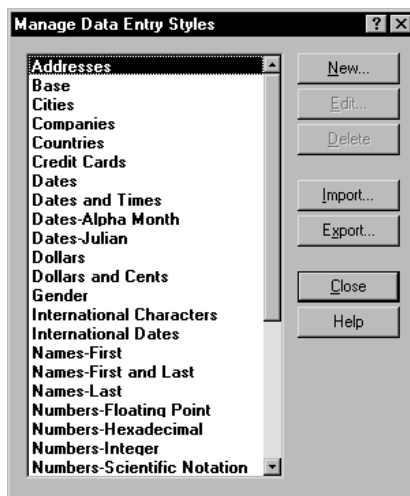 Manage Data Entry Styles
Addresses
Base
Cities
Companies
Countries
Credit Cards
Dates
Dates and Times
Dates-Alpha Month
Dates-Julian
Dollars
Dollars and Cents
Gender
International Characters
International Dates
Names-First
Names-First and Last
Names-Last
Numbers-Floating Point
Numbers-Hexadecimal
Numbers-Integer
Numbers-Scientific Notation
New...
Edit...
Delete
Import...
Export...
Close
Help